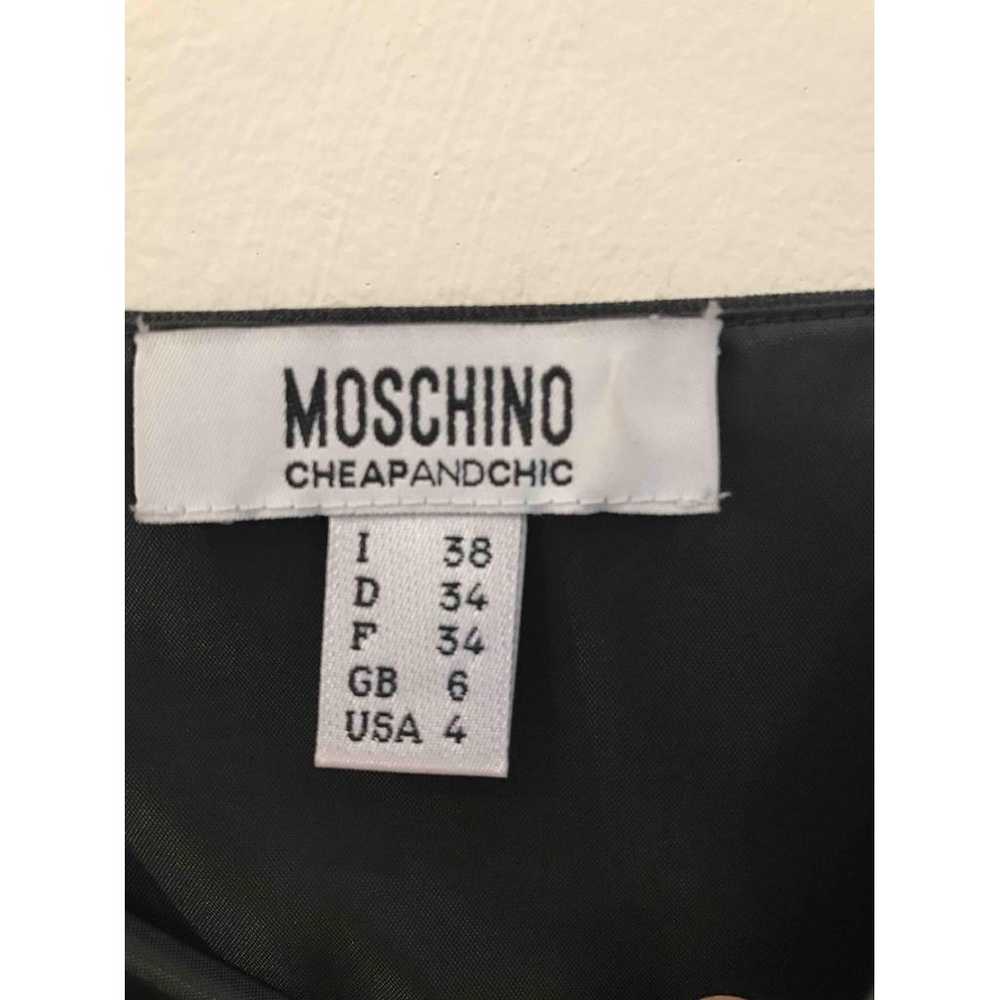 MOSCHINO
CHEAPANDCHIC
I 38
D 34
F 34
GB 6
USA 4